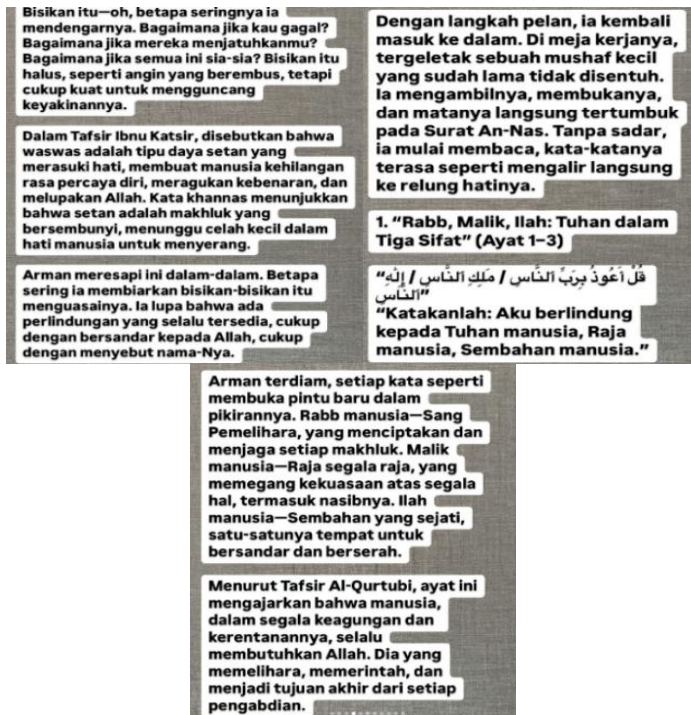 Bisikan itu—oh, betapa seringnya ia
mendengarnya. Bagaimana jika kau gagal?
Bagaimana jika mereka menjatuhkanmu?
Bagaimana jika semua ini sia-sia? Bisikan itu
halus, seperti angin yang berembus, tetapi
cukup kuat untuk mengguncang
keyakinannya.
Dalam Tafsir Ibnu Katsir, disebutkan bahwa
waswas adalah tipu daya setan yang
merasuki hati, membuat manusia kehilangan
rasa percaya diri, meragukan kebenaran, dan
melupakan Allah. Kata khannas menunjukkan
bahwa setan adalah makhluk yang
bersembunyi, menunggu celah kecil dalam
hati manusia untuk menyerang.
Arman meresapi ini dalam-dalam. Betapa
sering ia membiarkan bisikan-bisikan itu
menguasainya. Ia lupa bahwa ada
perlindungan yang selalu tersedia, cukup
dengan bersandar kepada Allah, cukup
dengan menyebut nama-Nya.
Dengan langkah pelan, ia kembali
masuk ke dalam. Di meja kerjanya,
tergeletak sebuah mushaf kecil
yang sudah lama tidak disentuh.
Ia mengambilnya, membukanya,
dan matanya langsung tertumbuk
pada Surat An-Nas. Tanpa sadar,
ia mulai membaca, kata-katanya
terasa seperti mengalir langsung
ke relung hatinya.
1. “Rabb, Malik, Ilah: Tuhan dalam
Tiga Sifat” (Ayat 1–3)
“قُلْ أَعُوذُ بِرَبِّ ٱلنَّاسِ / مَلِكِ ٱلنَّاسِ / إِلَٰهِ
ٱلنَّاسِ”
“Katakanlah: Aku berlindung
kepada Tuhan manusia, Raja
manusia, Sembahan manusia.”
Arman terdiam, setiap kata seperti
membuka pintu baru dalam
pikirannya. Rabb manusia—Sang
Pemelihara, yang menciptakan dan
menjaga setiap makhluk. Malik
manusia—Raja segala raja, yang
memegang kekuasaan atas segala
hal, termasuk nasibnya. Ilah
manusia—Sembahan yang sejati,
satu-satunya tempat untuk
bersandar dan berserah.
Menurut Tafsir Al-Qurtubi, ayat ini
mengajarkan bahwa manusia,
dalam segala keagungan dan
kerentanannya, selalu
membutuhkan Allah. Dia yang
memelihara, memerintah, dan
menjadi tujuan akhir dari setiap
pengabdian.